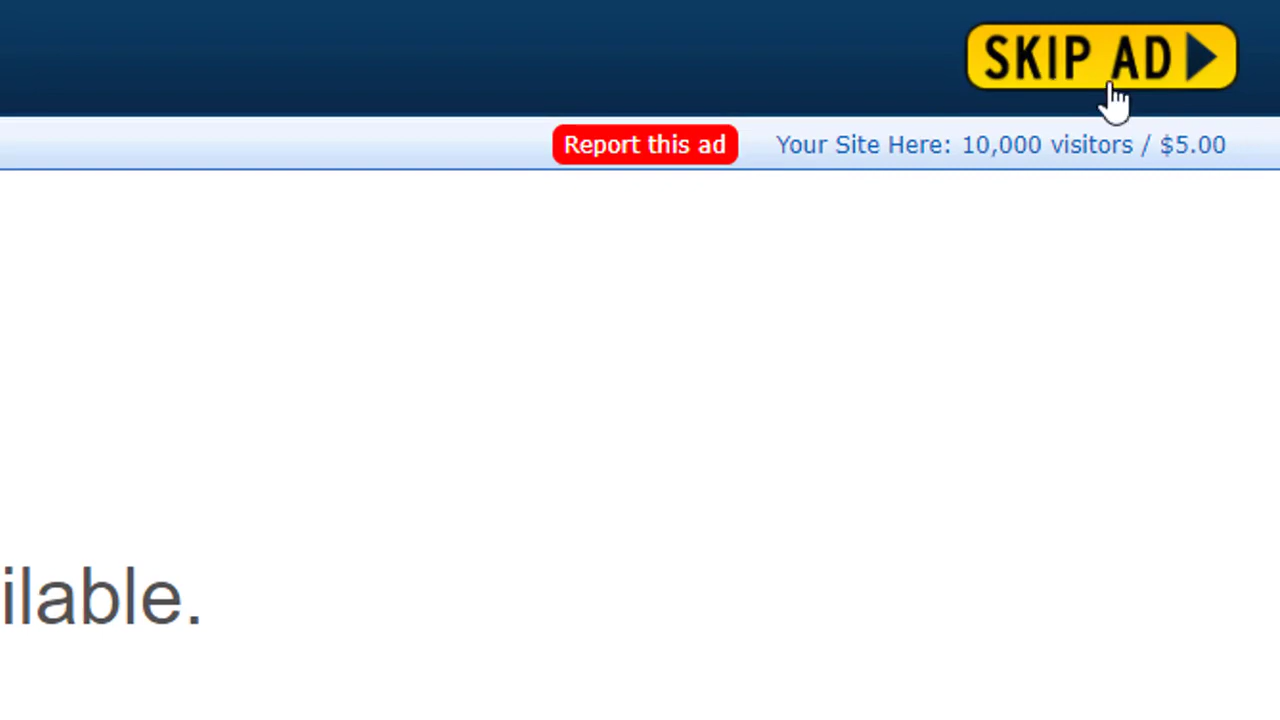 SKIP AD
Report this ad
Your Site Here: 10,000 visitors / $5.00
ilable.